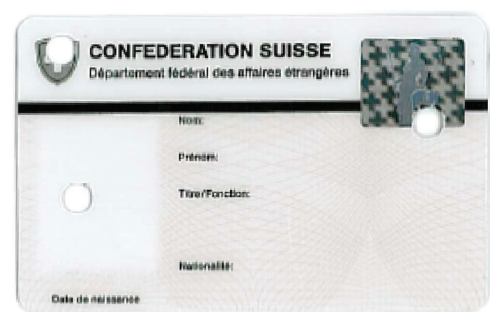 CONFEDERATION SUISSE
Département fédéral des affaires étrangères
Nom:
Prénom:
Titre/Fonction:
Nationalité:
Date de naissance